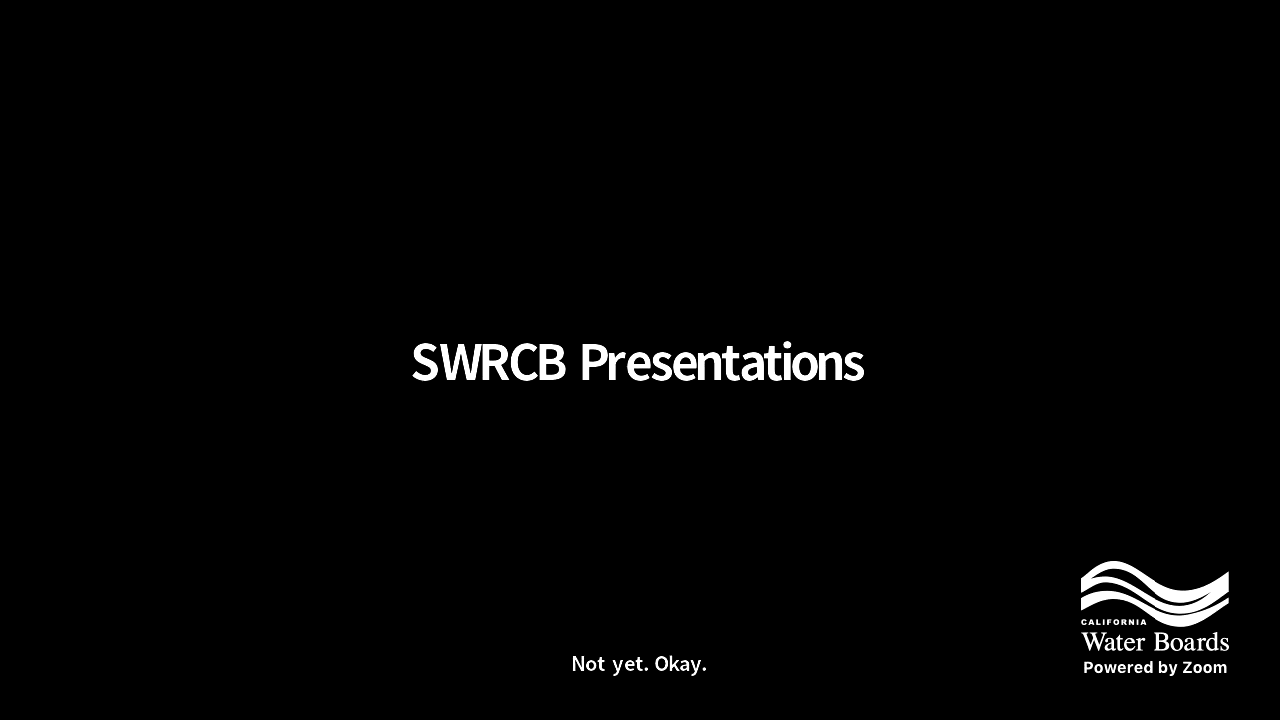 SWRCB Presentations
CALIFORNIA
Water Boards
Powered by Zoom
Not yet. Okay.